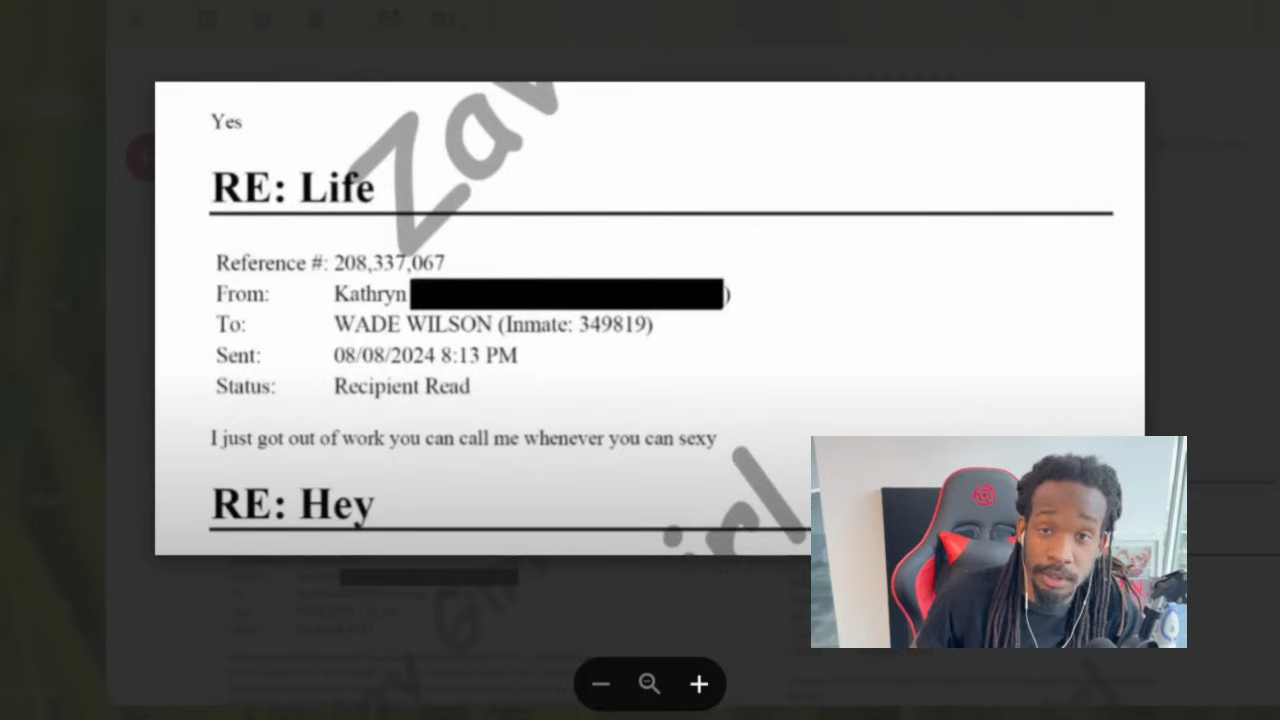 Yes
RE: Life
Reference #: 208,337,067
From: Kathryn )
To: WADE WILSON (Inmate: 349819)
Sent: 08/08/2024 8:13 PM
Status: Recipient Read
I just got out of work you can call me whenever you can sexy
RE: Hey
Zav
irl